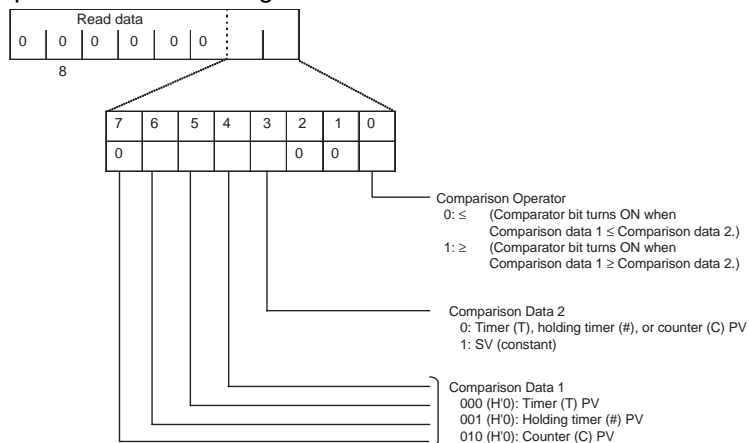 Read data
0 0 0 0 0 0
8
7 6 5 4 3 2 1 0
0 0 0
Comparison Operator
0: ≤ (Comparator bit turns ON when
Comparison data 1 ≤ Comparison data 2.)
1: ≥ (Comparator bit turns ON when
Comparison data 1 ≥ Comparison data 2.)
Comparison Data 2
0: Timer (T), holding timer (#), or counter (C) PV
1: SV (constant)
Comparison Data 1
000 (H'0): Timer (T) PV
001 (H'0): Holding timer (#) PV
010 (H'0): Counter (C) PV